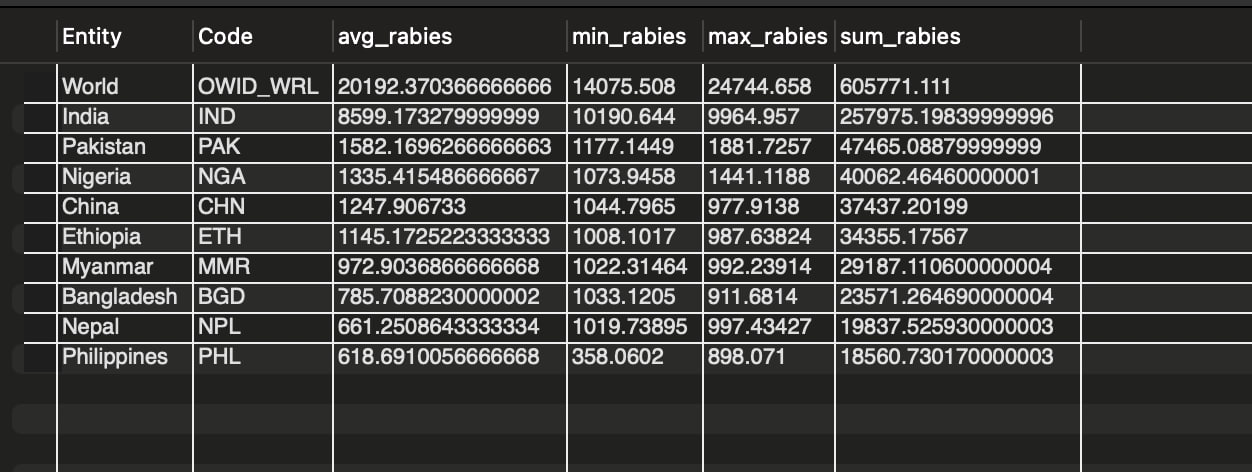 Entity Code avg_rabies min_rabies max_rabies sum_rabies
World OWID_WRL 20192.370366666666 14075.508 24744.658 605771.111
India IND 8599.173279999999 10190.644 9964.957 257975.19839999996
Pakistan PAK 1582.1696266666663 1177.1449 1881.7257 47465.08879999999
Nigeria NGA 1335.415486666667 1073.9458 1441.1188 40062.46460000001
China CHN 1247.906733 1044.7965 977.9138 37437.20199
Ethiopia ETH 1145.1725223333333 1008.1017 987.63824 34355.17567
Myanmar MMR 972.9036866666668 1022.31464 992.23914 29187.110600000004
Bangladesh BGD 785.7088230000002 1033.1205 911.6814 23571.264690000004
Nepal NPL 661.2508643333334 1019.73895 997.43427 19837.525930000003
Philippines PHL 618.6910056666668 358.0602 898.071 18560.730170000003